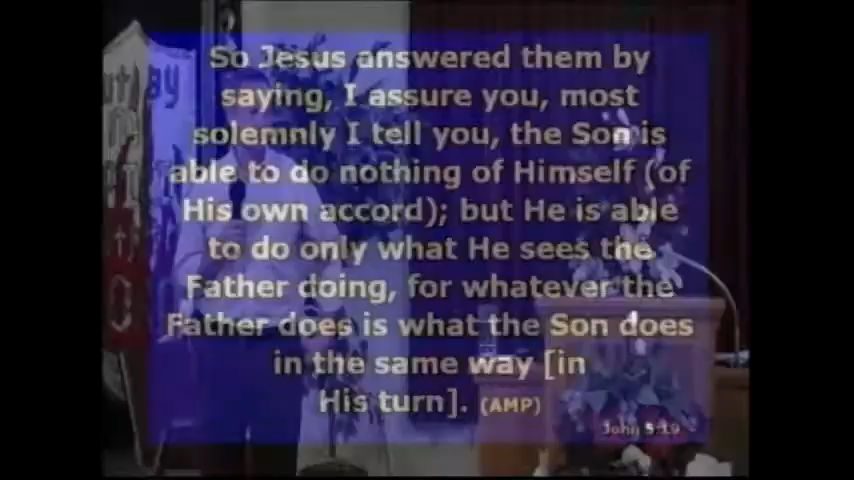 So Jesus answered them by
saying, I assure you, most
solemnly I tell you, the Son is
able to do nothing of Himself (of
His own accord); but He is able
to do only what He sees the
Father doing, for whatever the
Father does is what the Son does
in the same way [in
His turn]. (AMP)
John 5:19